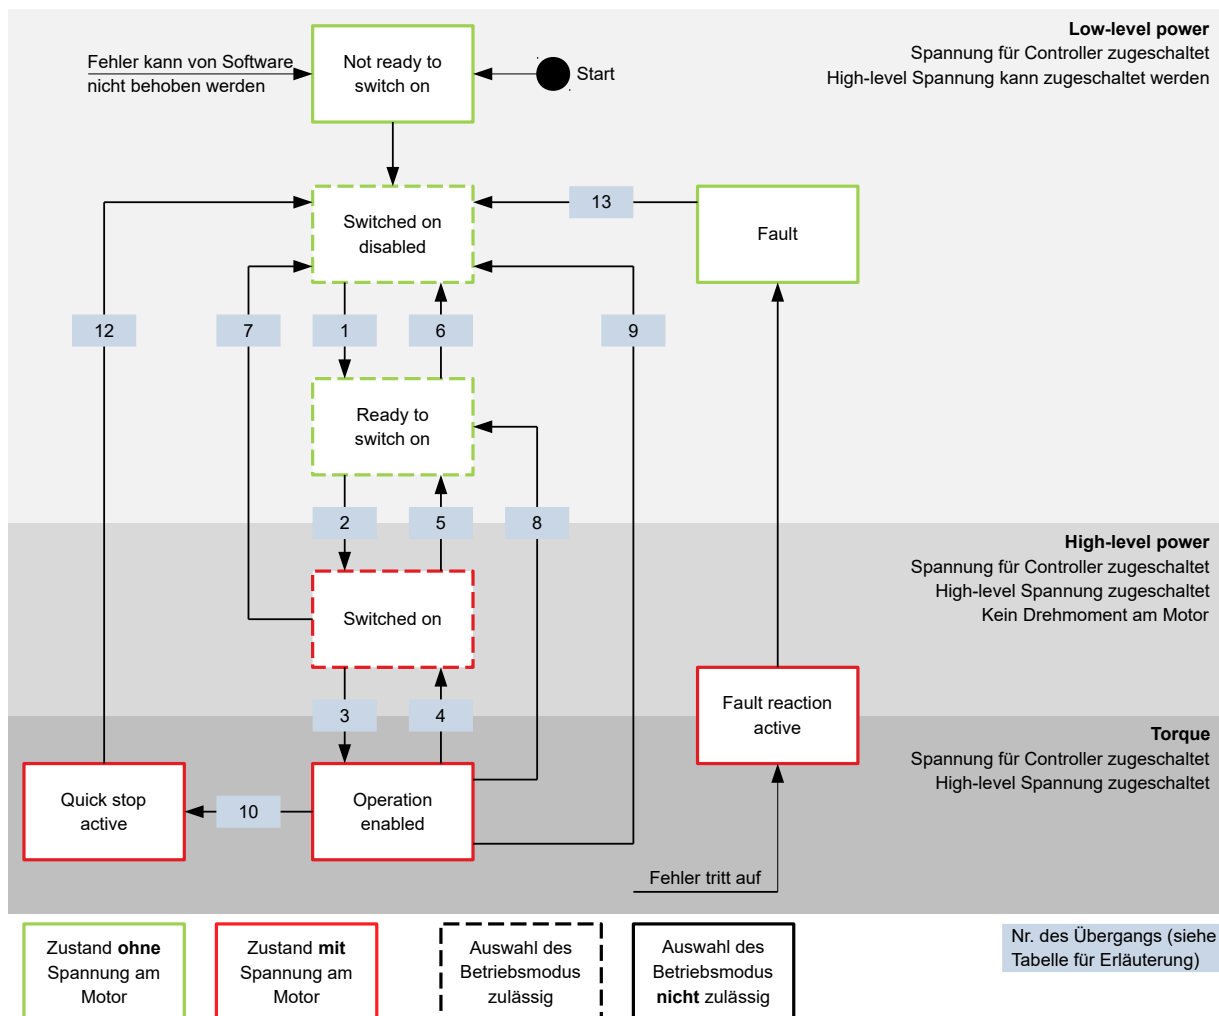 Low-level power
Spannung für Controller zugeschaltet
High-level Spannung kann zugeschaltet werden
Fehler kann von Software
nicht behoben werden
Not ready to
switch on
Start
Switched on
disabled
13
Fault
12
7
1
6
9
Ready to
switch on
2
5
8
High-level power
Spannung für Controller zugeschaltet
High-level Spannung zugeschaltet
Kein Drehmoment am Motor
Switched on
Fault reaction
active
3
4
Torque
Spannung für Controller zugeschaltet
High-level Spannung zugeschaltet
Quick stop
active
10
Operation
enabled
Fehler tritt auf
Zustand ohne
Spannung am
Motor
Zustand mit
Spannung am
Motor
Auswahl des
Betriebsmodus
zulässig
Auswahl des
Betriebsmodus
nicht zulässig
Nr. des Übergangs (siehe
Tabelle für Erläuterung)